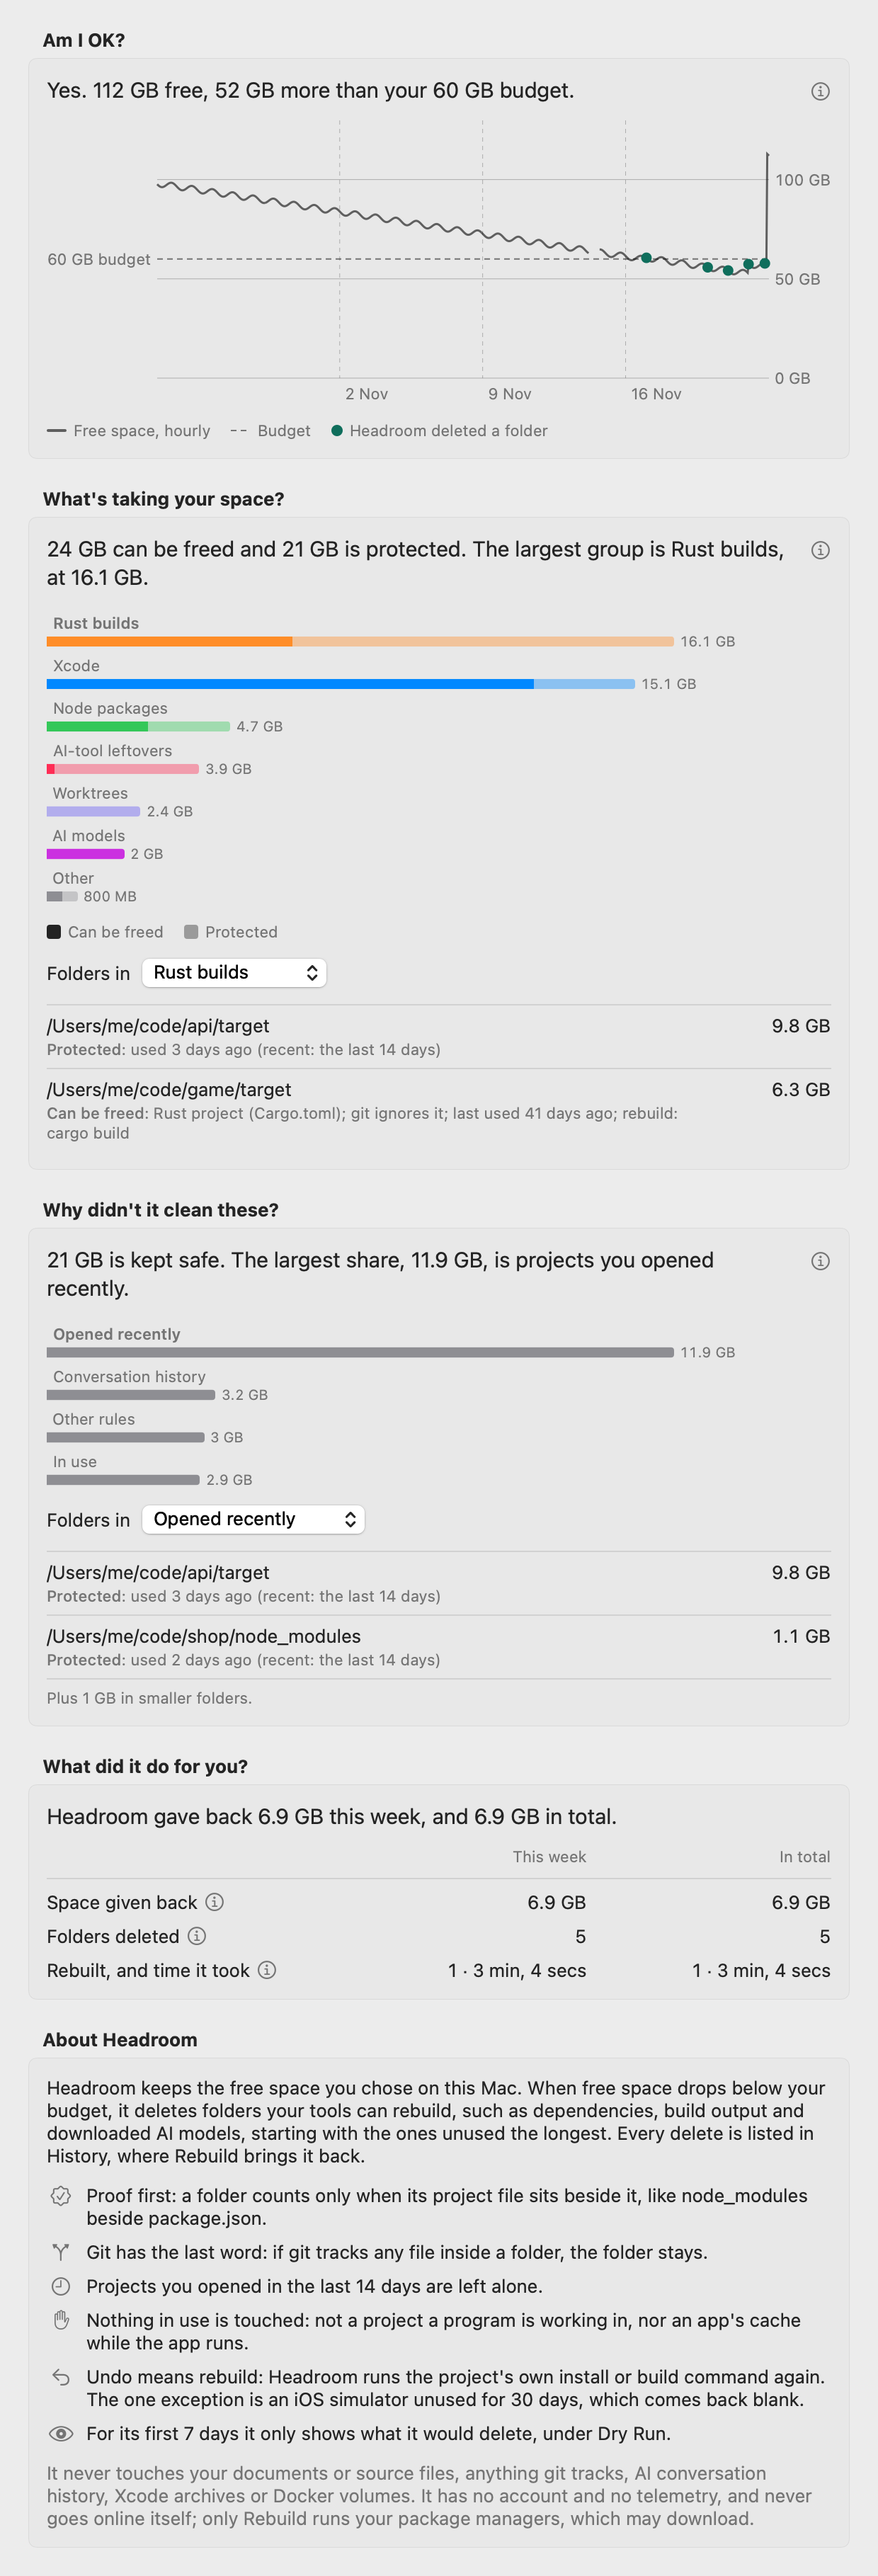 Am I OK?
Yes. 112 GB free, 52 GB more than your 60 GB budget.
100 GB
60 GB budget
50 GB
0 GB
2 Nov
9 Nov
16 Nov
Free space, hourly
Budget
Headroom deleted a folder
What's taking your space?
24 GB can be freed and 21 GB is protected. The largest group is Rust builds,
at 16.1 GB.
Rust builds
16.1 GB
Xcode
15.1 GB
Node packages
4.7 GB
AI-tool leftovers
3.9 GB
Worktrees
2.4 GB
AI models
2 GB
Other
800 MB
Can be freed
Protected
Folders in Rust builds
/Users/me/code/api/target 9.8 GB
Protected: used 3 days ago (recent: the last 14 days)
/Users/me/code/game/target 6.3 GB
Can be freed: Rust project (Cargo.toml); git ignores it; last used 41 days ago; rebuild:
cargo build
Why didn't it clean these?
21 GB is kept safe. The largest share, 11.9 GB, is projects you opened
recently.
Opened recently
11.9 GB
Conversation history
3.2 GB
Other rules
3 GB
In use
2.9 GB
Folders in Opened recently
/Users/me/code/api/target 9.8 GB
Protected: used 3 days ago (recent: the last 14 days)
/Users/me/code/shop/node_modules 1.1 GB
Protected: used 2 days ago (recent: the last 14 days)
Plus 1 GB in smaller folders.
What did it do for you?
Headroom gave back 6.9 GB this week, and 6.9 GB in total.
This week In total
Space given back 6.9 GB 6.9 GB
Folders deleted 5 5
Rebuilt, and time it took 1 · 3 min, 4 secs 1 · 3 min, 4 secs
About Headroom
Headroom keeps the free space you chose on this Mac. When free space drops below your
budget, it deletes folders your tools can rebuild, such as dependencies, build output and
downloaded AI models, starting with the ones unused the longest. Every delete is listed in
History, where Rebuild brings it back.
Proof first: a folder counts only when its project file sits beside it, like node_modules
beside package.json.
Git has the last word: if git tracks any file inside a folder, the folder stays.
Projects you opened in the last 14 days are left alone.
Nothing in use is touched: not a project a program is working in, nor an app's cache
while the app runs.
Undo means rebuild: Headroom runs the project's own install or build command again.
The one exception is an iOS simulator unused for 30 days, which comes back blank.
For its first 7 days it only shows what it would delete, under Dry Run.
It never touches your documents or source files, anything git tracks, AI conversation
history, Xcode archives or Docker volumes. It has no account and no telemetry, and never
goes online itself; only Rebuild runs your package managers, which may download.